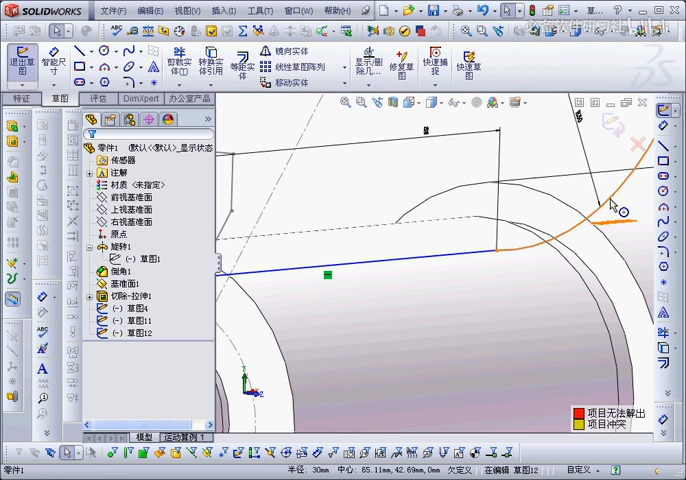 SOLIDWORKS
文件(F)
编辑(E)
视图(V)
插入(I)
工具(T)
窗口(W)
帮助(H)
草...
退出草图
智能尺寸
剪裁实体(T)
转换实体引用
等距实体
镜向实体
线性草图阵列
移动实体
显示/删除几...
修复草图
快速捕捉
快速草图
特征
草图
评估
DimXpert
办公室产品
零件1 (默认<<默认>_显示状态
传感器
注解
材质 <未指定>
前视基准面
上视基准面
右视基准面
原点
旋转1
(-) 草图1
倒角1
基准面1
切除-拉伸1
(-) 草图4
(-) 草图11
(-) 草图12
项目无法解出
项目冲突
模型
运动算例 1
零件1
半径: 30mm
中心: 65.11mm,42.69mm,0mm
欠定义
在编辑 草图12
自定义